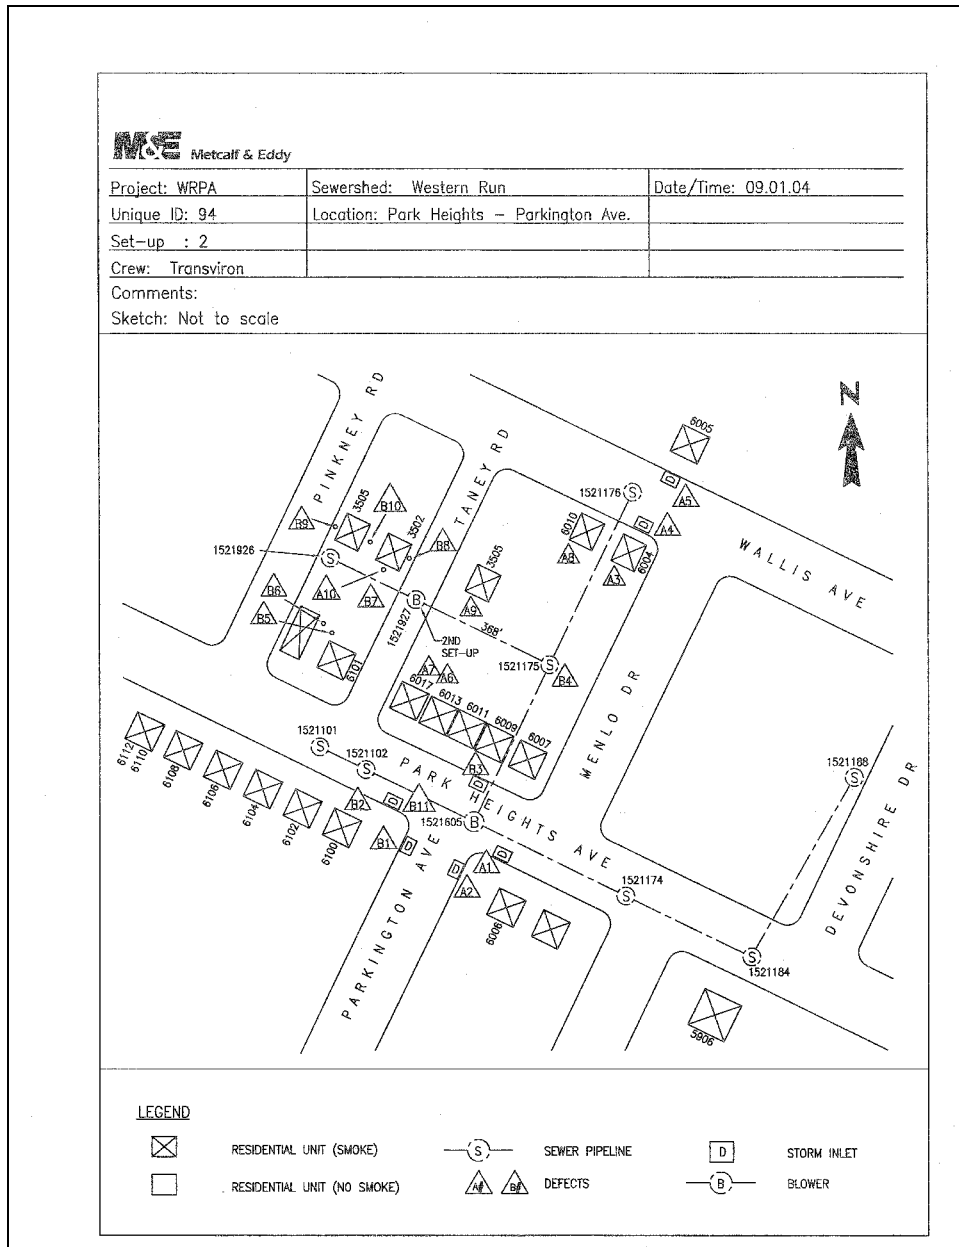 M&E Metcalf & Eddy
Project: WRPA Sewershed: Western Run Date/Time: 09.01.04
Unique ID: 94 Location: Park Heights – Parkington Ave.
Set-up : 2
Crew: Transviron
Comments:
Sketch: Not to scale
N
PINKNEY RD
TANEY RD
WALLIS AVE
MENLO DR
DEVONSHIRE DR
PARK HEIGHTS AVE
PARKINGTON AVE
6005
D
A5
1521176
S
D
A4
6010
A8
6004
A3
3505
B10
B9
3502
B8
1521926
S
A10
B7
3505
A9
B6
B5
6101
1521927
B
2ND
SET-UP
368'
1521175
S
B4
A7
A6
6017
6013
6011
6009
6007
B3
D
1521101
S
1521102
S
6112
6110
6108
6106
6104
6102
6100
B2
D
B11
B1
D
1521605
B
D
A1
D
A2
6006
1521174
S
1521188
S
S
1521184
5906
LEGEND
RESIDENTIAL UNIT (SMOKE) S SEWER PIPELINE D STORM INLET
RESIDENTIAL UNIT (NO SMOKE) A# B# DEFECTS B BLOWER